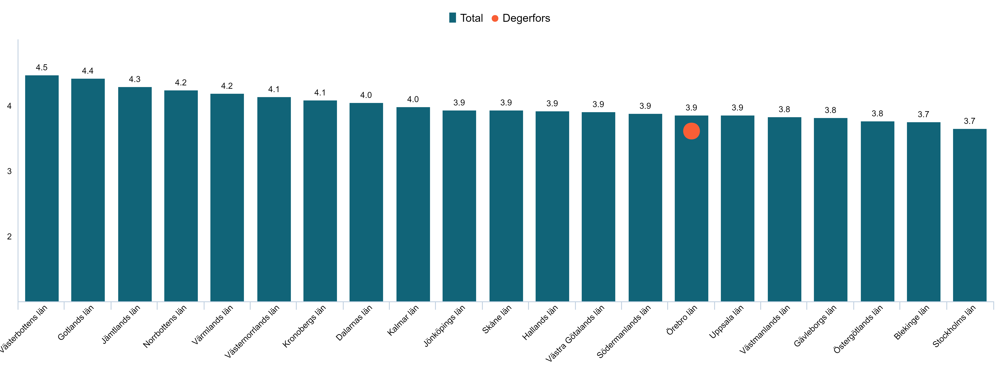 Total Degerfors
4.5 4.4 4.3 4.2 4.2 4.1 4.1 4.0 4.0 3.9 3.9 3.9 3.9 3.9 3.9 3.9 3.8 3.8 3.8 3.7 3.7
4
3
2
Västerbottens län
Gotlands län
Jämtlands län
Norrbottens län
Värmlands län
Västernorrlands län
Kronobergs län
Dalarnas län
Kalmar län
Jönköpings län
Skåne län
Hallands län
Västra Götalands län
Södermanlands län
Örebro län
Uppsala län
Västmanlands län
Gävleborgs län
Östergötlands län
Blekinge län
Stockholms län